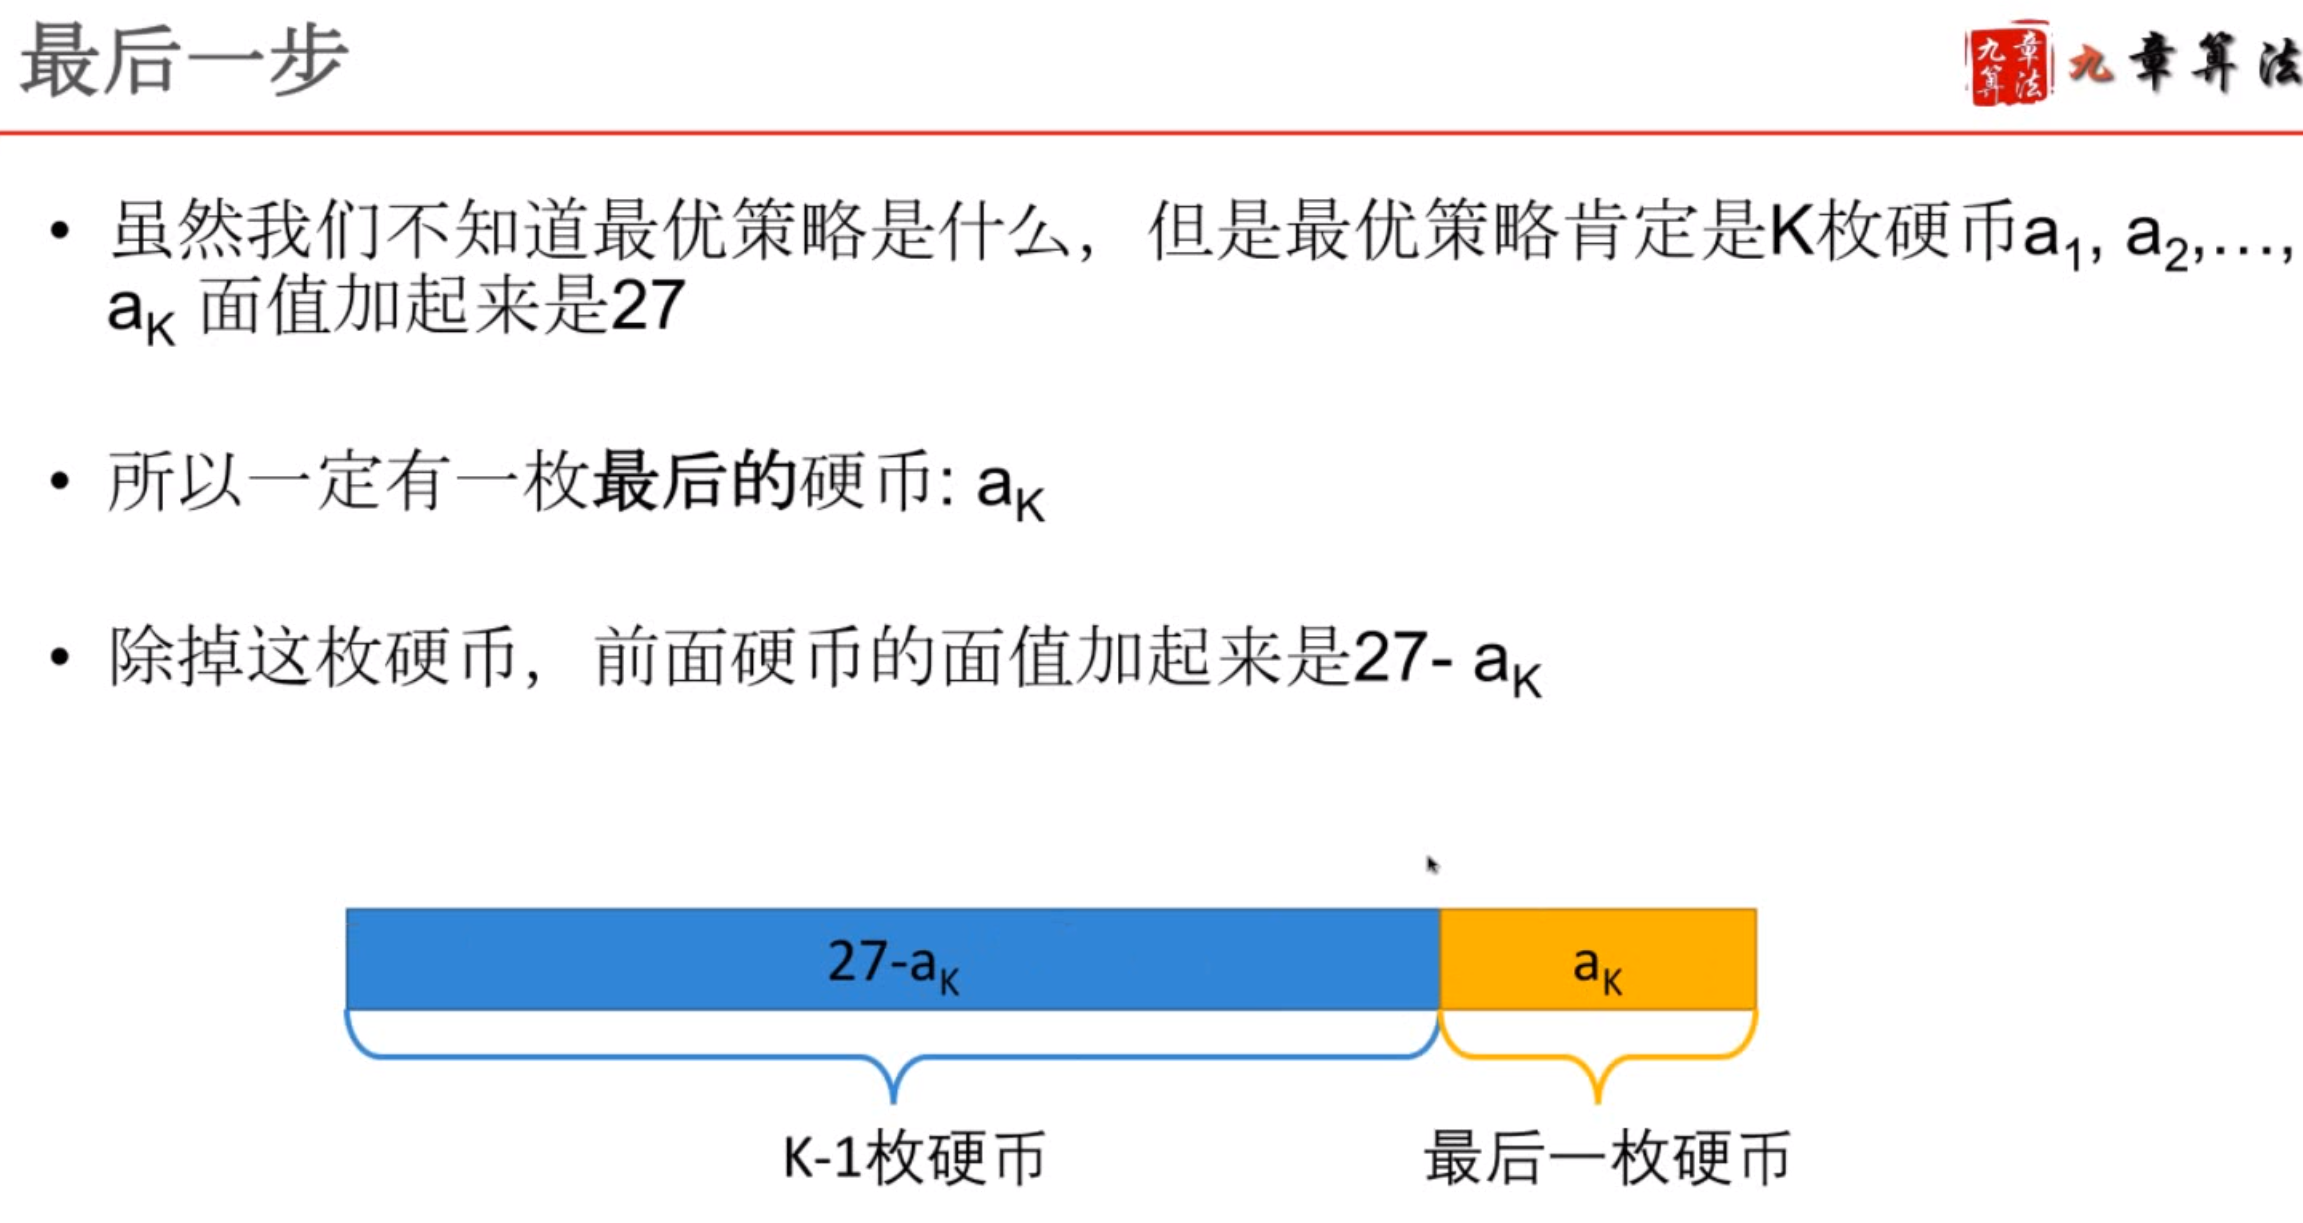 最后一步
九章算法
九章算法
• 虽然我们不知道最优策略是什么，但是最优策略肯定是K枚硬币a₁, a₂,…,
aK 面值加起来是27
• 所以一定有一枚最后的硬币: aK
• 除掉这枚硬币，前面硬币的面值加起来是27- aK
27-aK
aK
K-1枚硬币
最后一枚硬币